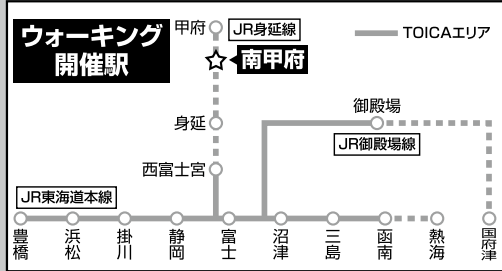 ウォーキング
開催駅
甲府
JR身延線
TOICAエリア
南甲府
身延
御殿場
JR御殿場線
西富士宮
JR東海道本線
豊橋
浜松
掛川
静岡
富士
沼津
三島
函南
熱海
国府津